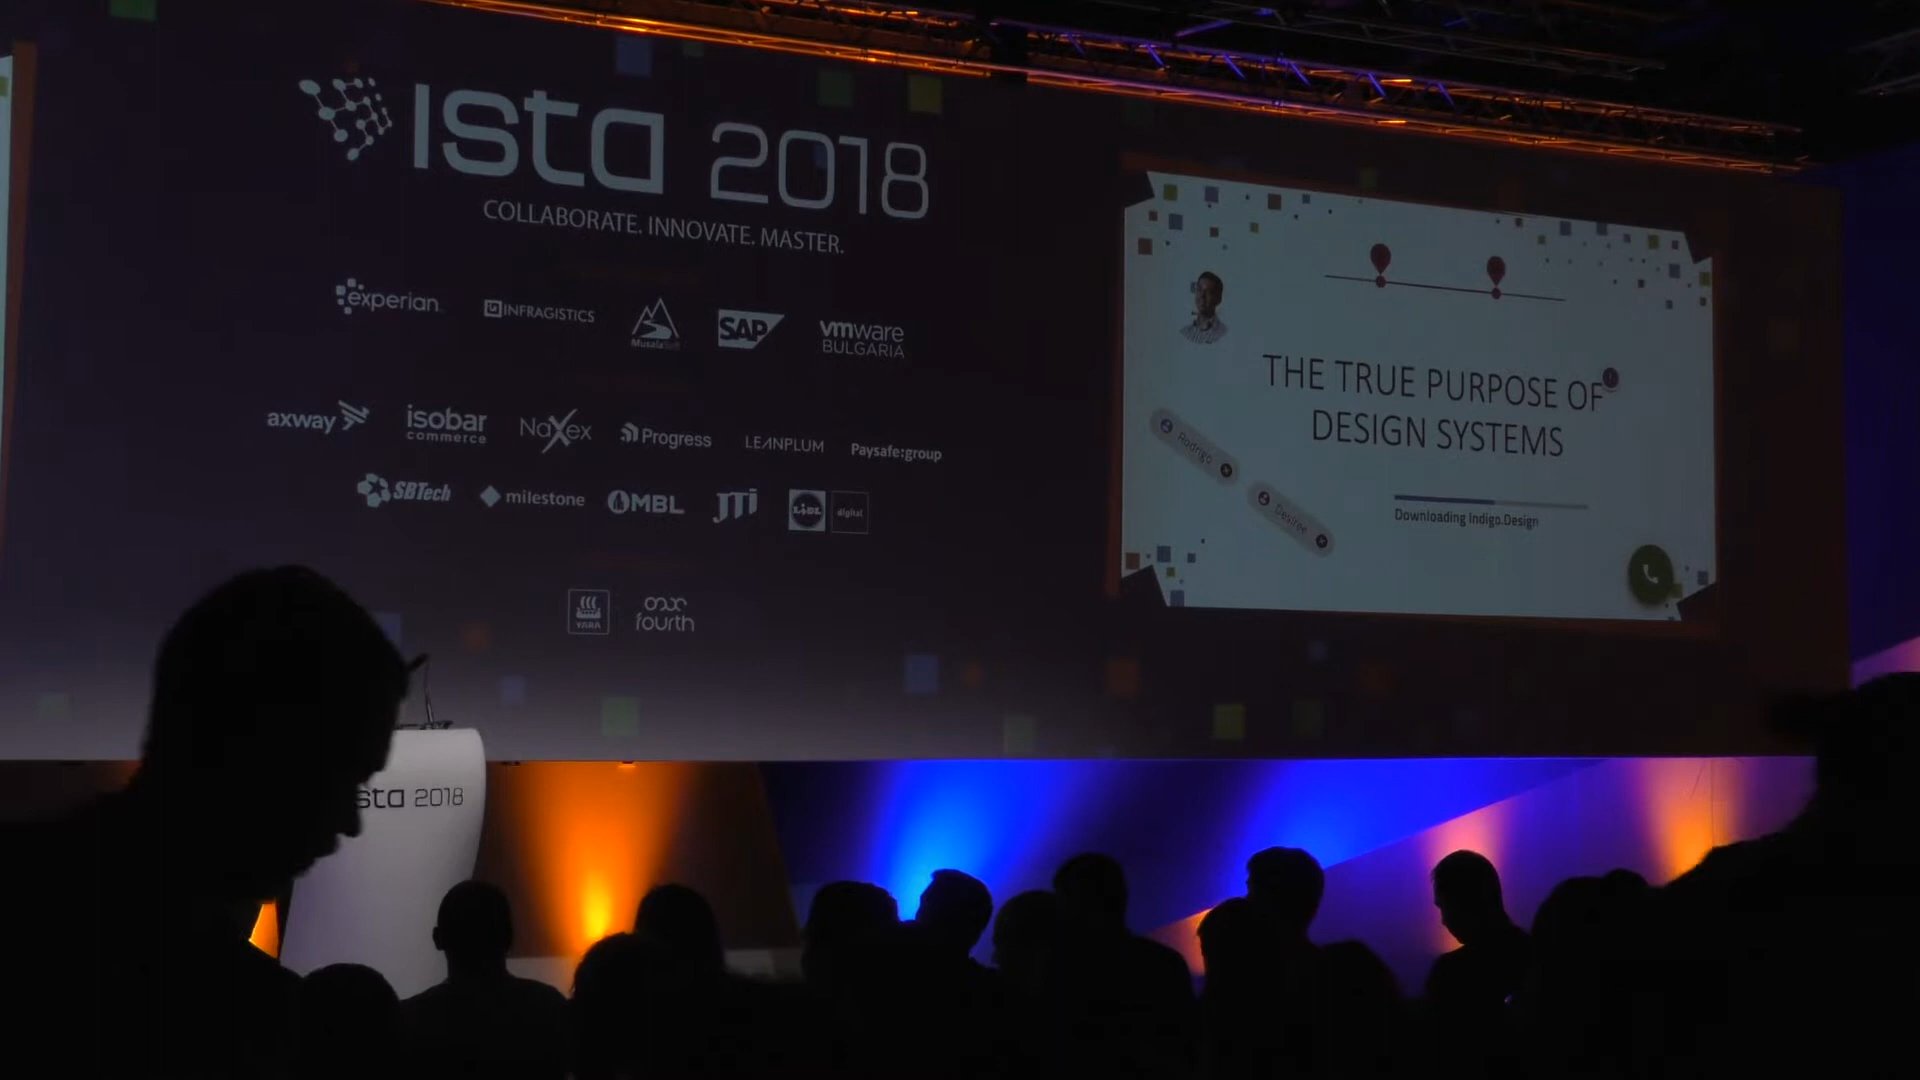 ista 2018
COLLABORATE. INNOVATE. MASTER.
experian
INFRAGISTICS
MusalaSoft
SAP
vmware
BULGARIA
axway
isobar
commerce
NaXex
Progress
LEANPLUM
Paysafe:group
SBTech
milestone
MBL
JTI
LIDL
digital
YARA
fourth
THE TRUE PURPOSE OF
DESIGN SYSTEMS
Rodrigo
Desiree
Downloading Indigo.Design
sta 2018